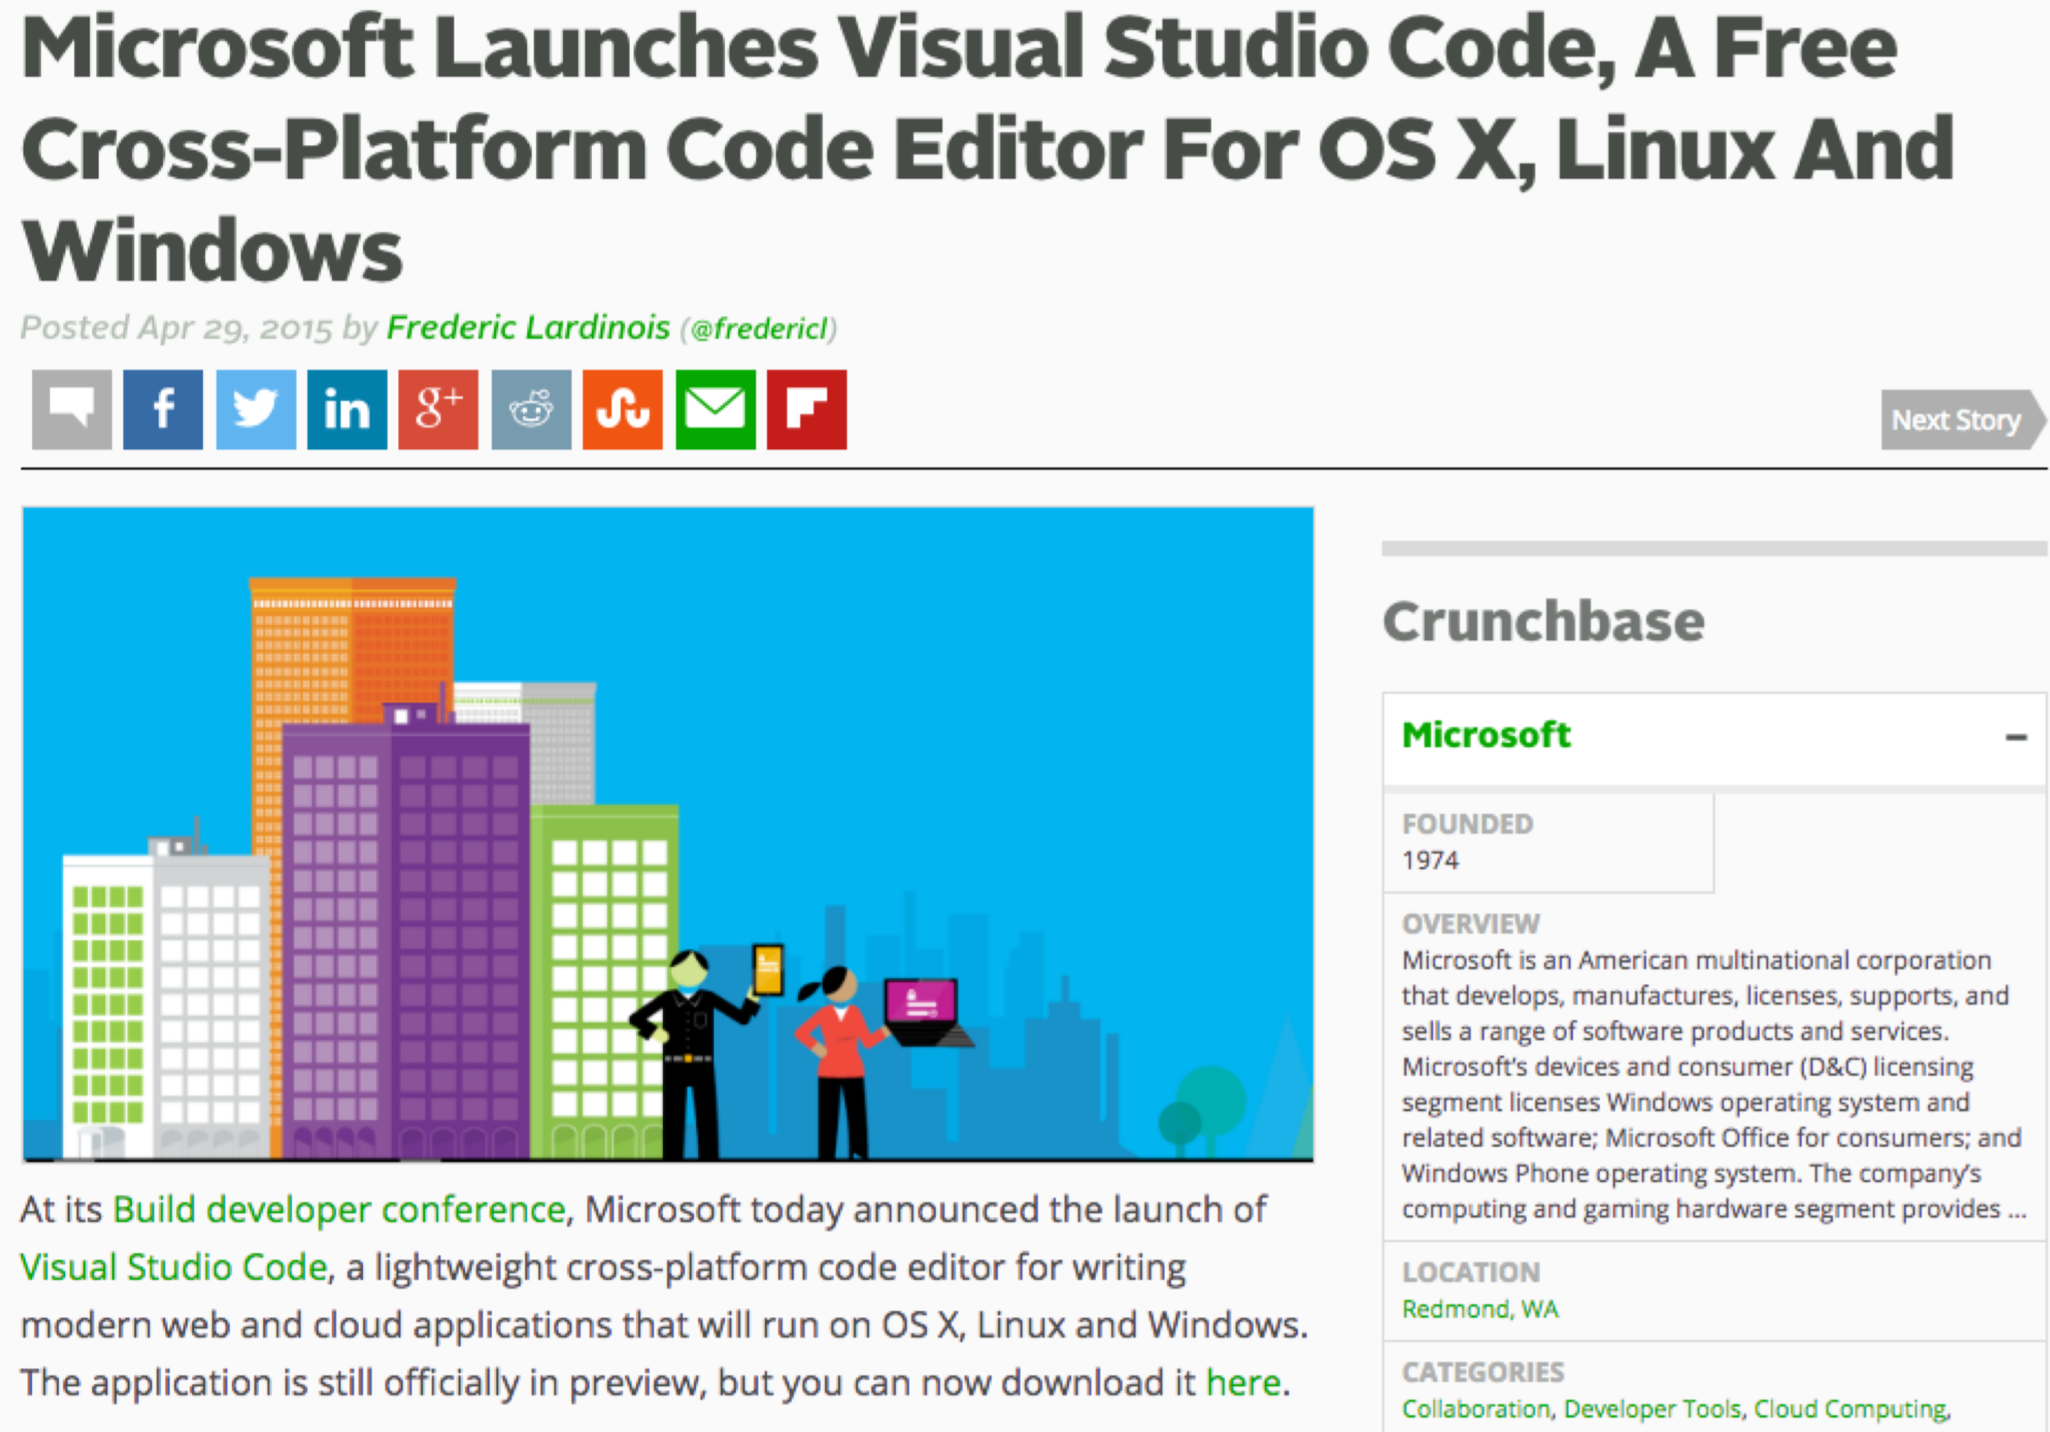 Microsoft Launches Visual Studio Code, A Free
Cross-Platform Code Editor For OS X, Linux And
Windows
Posted Apr 29, 2015 by Frederic Lardinois (@fredericl)
f
in
g+
Next Story
Crunchbase
Microsoft
–
FOUNDED
1974
OVERVIEW
Microsoft is an American multinational corporation
that develops, manufactures, licenses, supports, and
sells a range of software products and services.
Microsoft's devices and consumer (D&C) licensing
segment licenses Windows operating system and
related software; Microsoft Office for consumers; and
Windows Phone operating system. The company's
computing and gaming hardware segment provides ...
LOCATION
Redmond, WA
CATEGORIES
Collaboration, Developer Tools, Cloud Computing,
At its Build developer conference, Microsoft today announced the launch of
Visual Studio Code, a lightweight cross-platform code editor for writing
modern web and cloud applications that will run on OS X, Linux and Windows.
The application is still officially in preview, but you can now download it here.